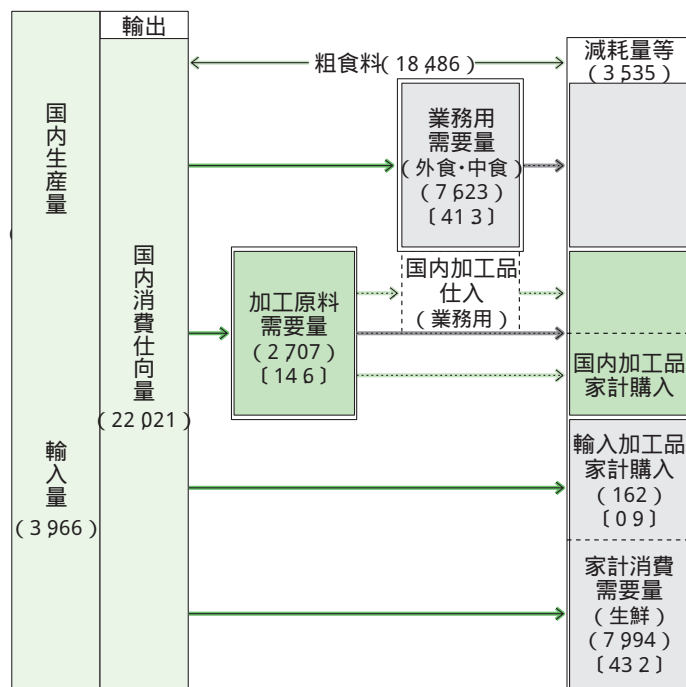 輸出
国内生産量
輸入量
(3,966)
国内消費仕向量
(22,021)
粗食料(18,486)
減耗量等
(3,535)
業務用
需要量
(外食・中食)
(7,623)
〔41.3〕
国内加工品
仕入
(業務用)
加工原料
需要量
(2,707)
〔14.6〕
国内加工品
家計購入
輸入加工品
家計購入
(162)
〔0.9〕
家計消費
需要量
(生鮮)
(7,994)
〔43.2〕